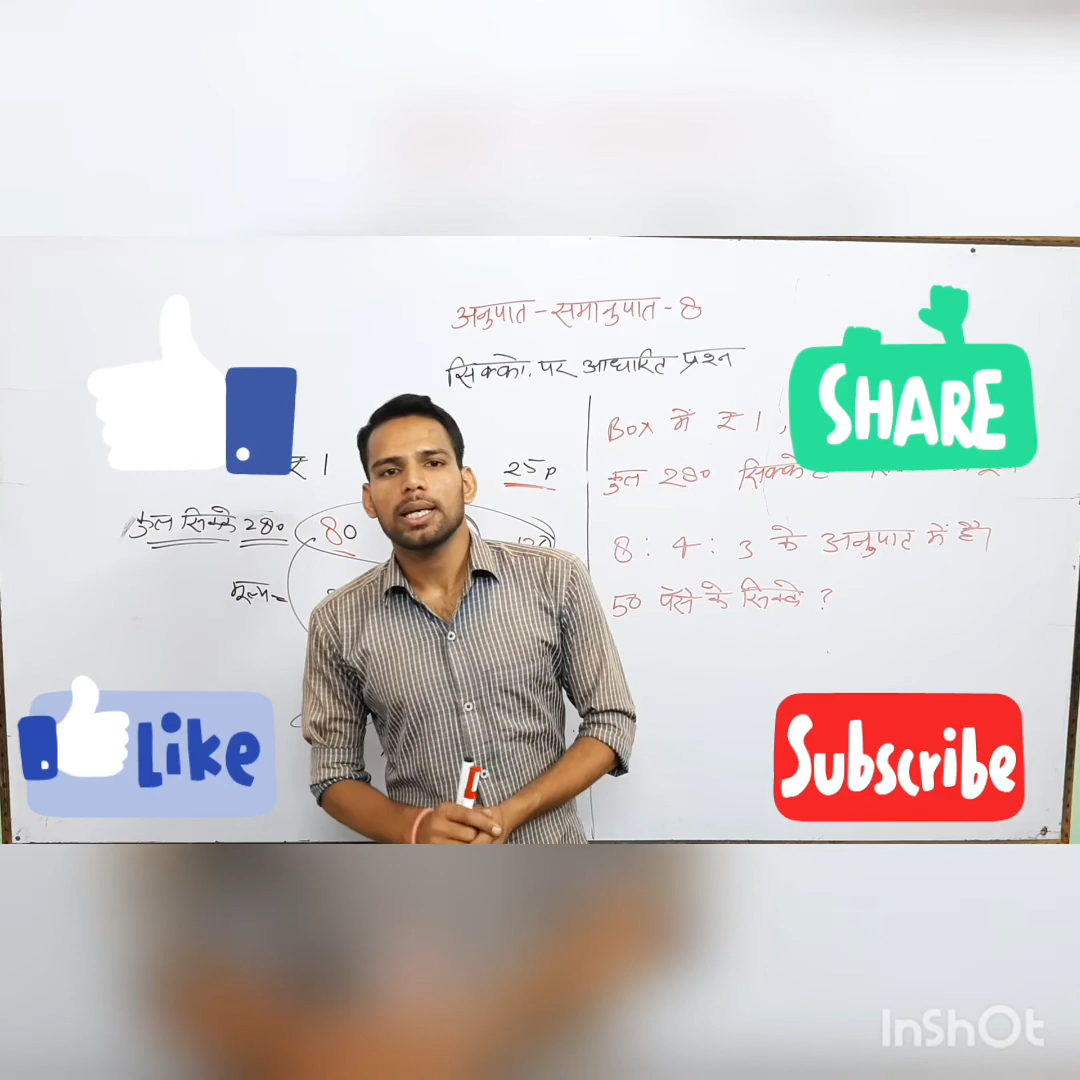 अनुपात - समानुपात - 8
सिक्को पर आधारित प्रश्न
SHARE
Box में ₹ 1,
₹ 1
25P
कुल 280 सिक्के
कुल सिक्के 280
80
8 : 4 : 3 के अनुपात में है।
मूल्य =
50 पैसे के सिक्के ?
Like
Subscribe
InShOt